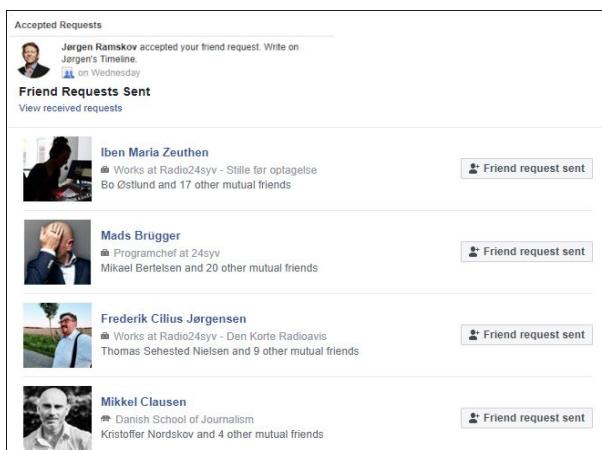 Accepted Requests
Jørgen Ramskov accepted your friend request. Write on
Jørgen's Timeline.
on Wednesday
Friend Requests Sent
View received requests
Iben Maria Zeuthen
Works at Radio24syv - Stille før optagelse
Bo Østlund and 17 other mutual friends
Friend request sent
Mads Brügger
Programchef at 24syv
Mikael Bertelsen and 20 other mutual friends
Friend request sent
Frederik Cilius Jørgensen
Works at Radio24syv - Den Korte Radioavis
Thomas Sehested Nielsen and 9 other mutual friends
Friend request sent
Mikkel Clausen
Danish School of Journalism
Kristoffer Nordskov and 4 other mutual friends
Friend request sent